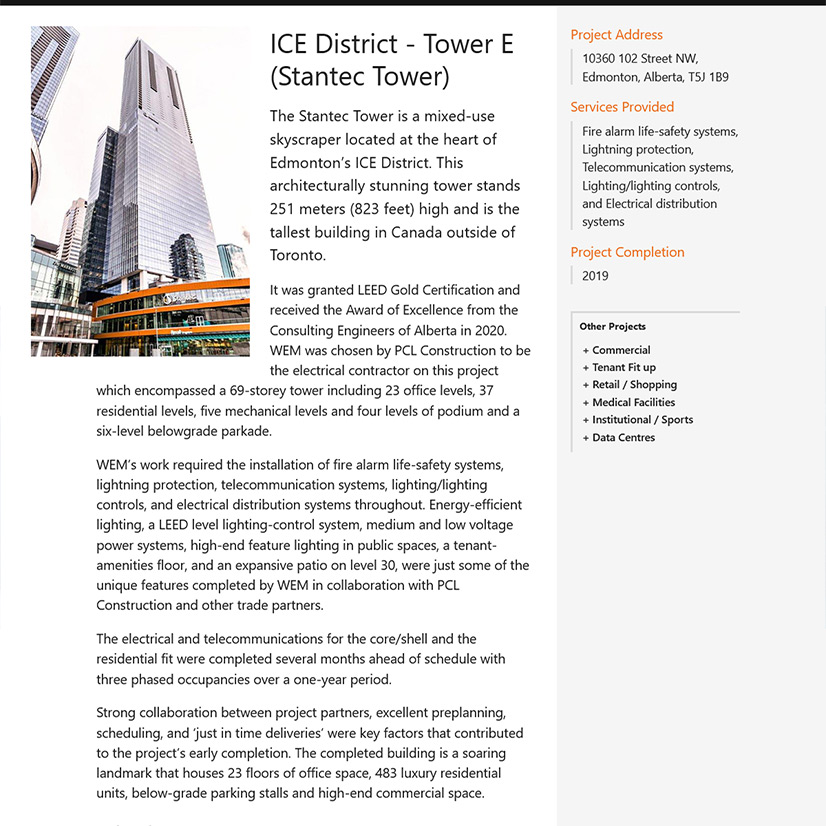 ICE District - Tower E
(Stantec Tower)
The Stantec Tower is a mixed-use
skyscraper located at the heart of
Edmonton's ICE District. This
architecturally stunning tower stands
251 meters (823 feet) high and is the
tallest building in Canada outside of
Toronto.
It was granted LEED Gold Certification and
received the Award of Excellence from the
Consulting Engineers of Alberta in 2020.
WEM was chosen by PCL Construction to be
the electrical contractor on this project
which encompassed a 69-storey tower including 23 office levels, 37
residential levels, five mechanical levels and four levels of podium and a
six-level belowgrade parkade.
WEM's work required the installation of fire alarm life-safety systems,
lightning protection, telecommunication systems, lighting/lighting
controls, and electrical distribution systems throughout. Energy-efficient
lighting, a LEED level lighting-control system, medium and low voltage
power systems, high-end feature lighting in public spaces, a tenant-
amenities floor, and an expansive patio on level 30, were just some of the
unique features completed by WEM in collaboration with PCL
Construction and other trade partners.
The electrical and telecommunications for the core/shell and the
residential fit were completed several months ahead of schedule with
three phased occupancies over a one-year period.
Strong collaboration between project partners, excellent preplanning,
scheduling, and 'just in time deliveries' were key factors that contributed
to the project's early completion. The completed building is a soaring
landmark that houses 23 floors of office space, 483 luxury residential
units, below-grade parking stalls and high-end commercial space.
Project Address
10360 102 Street NW,
Edmonton, Alberta, T5J 1B9
Services Provided
Fire alarm life-safety systems,
Lightning protection,
Telecommunication systems,
Lighting/lighting controls,
and Electrical distribution
systems
Project Completion
2019
Other Projects
+ Commercial
+ Tenant Fit up
+ Retail / Shopping
+ Medical Facilities
+ Institutional / Sports
+ Data Centres